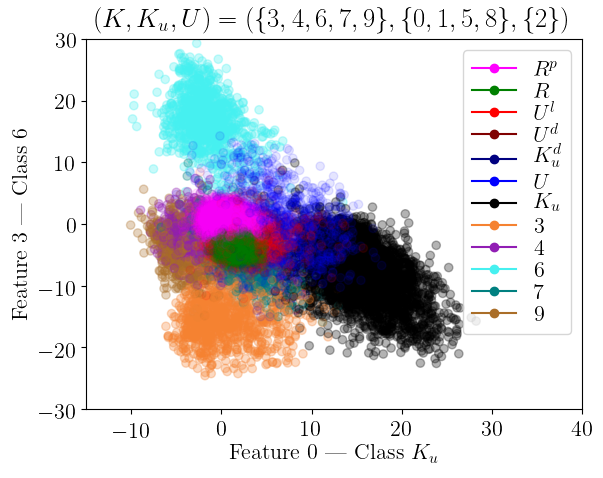 (K, K_u, U) = ({3, 4, 6, 7, 9}, {0, 1, 5, 8}, {2})
Feature 3 — Class 6
30
20
10
0
−10
−20
−30
−10
0
10
20
30
40
Feature 0 — Class K_u
R^p
R
U^l
U^d
K_u^d
U
K_u
3
4
6
7
9